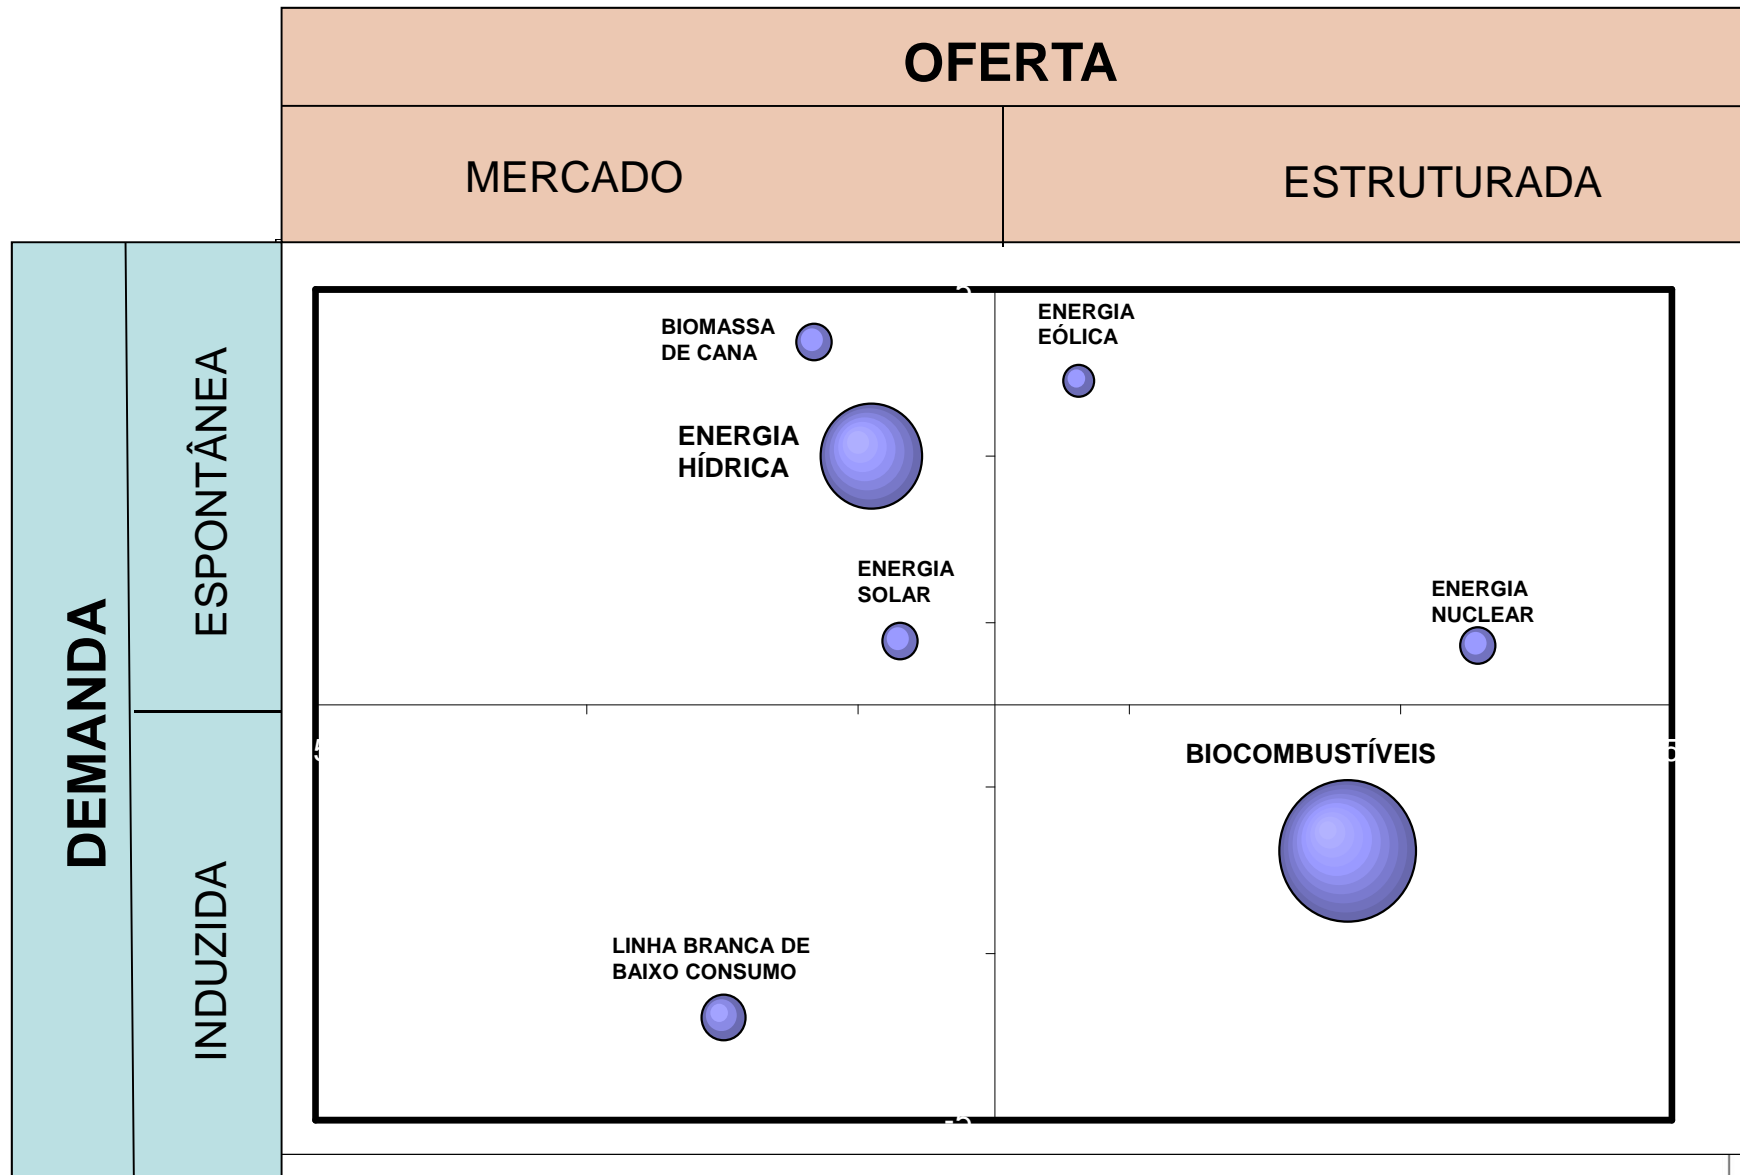 OFERTA
MERCADO
ESTRUTURADA
DEMANDA
ESPONTÂNEA
INDUZIDA
BIOMASSA
DE CANA
ENERGIA
EÓLICA
ENERGIA
HÍDRICA
ENERGIA
SOLAR
ENERGIA
NUCLEAR
BIOCOMBUSTÍVEIS
LINHA BRANCA DE
BAIXO CONSUMO